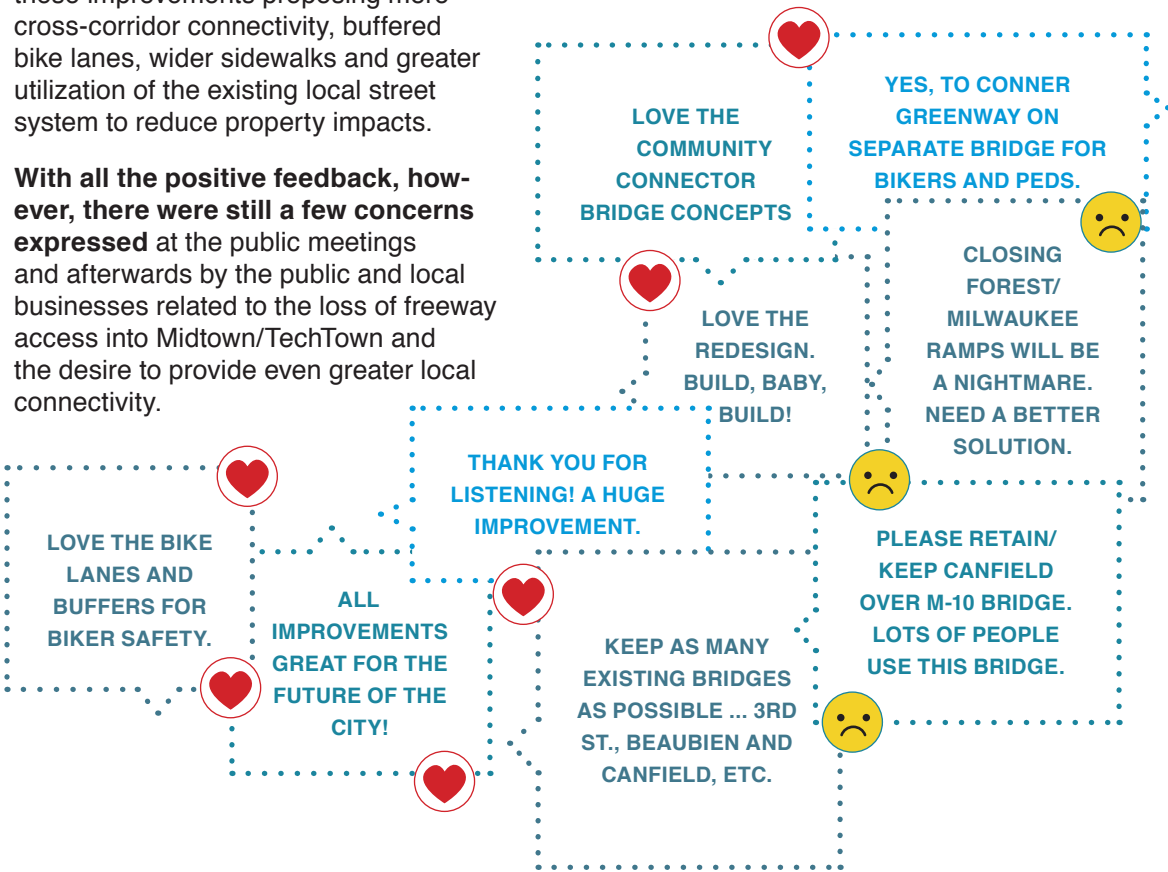 these improvements proposing more
cross-corridor connectivity, buffered
bike lanes, wider sidewalks and greater
utilization of the existing local street
system to reduce property impacts.
With all the positive feedback, how-
ever, there were still a few concerns
expressed at the public meetings
and afterwards by the public and local
businesses related to the loss of freeway
access into Midtown/TechTown and
the desire to provide even greater local
connectivity.
LOVE THE
COMMUNITY
CONNECTOR
BRIDGE CONCEPTS
YES, TO CONNER
GREENWAY ON
SEPARATE BRIDGE FOR
BIKERS AND PEDS.
LOVE THE
REDESIGN.
BUILD, BABY,
BUILD!
CLOSING
FOREST/
MILWAUKEE
RAMPS WILL BE
A NIGHTMARE.
NEED A BETTER
SOLUTION.
THANK YOU FOR
LISTENING! A HUGE
IMPROVEMENT.
LOVE THE BIKE
LANES AND
BUFFERS FOR
BIKER SAFETY.
ALL
IMPROVEMENTS
GREAT FOR THE
FUTURE OF THE
CITY!
KEEP AS MANY
EXISTING BRIDGES
AS POSSIBLE ... 3RD
ST., BEAUBIEN AND
CANFIELD, ETC.
PLEASE RETAIN/
KEEP CANFIELD
OVER M-10 BRIDGE.
LOTS OF PEOPLE
USE THIS BRIDGE.